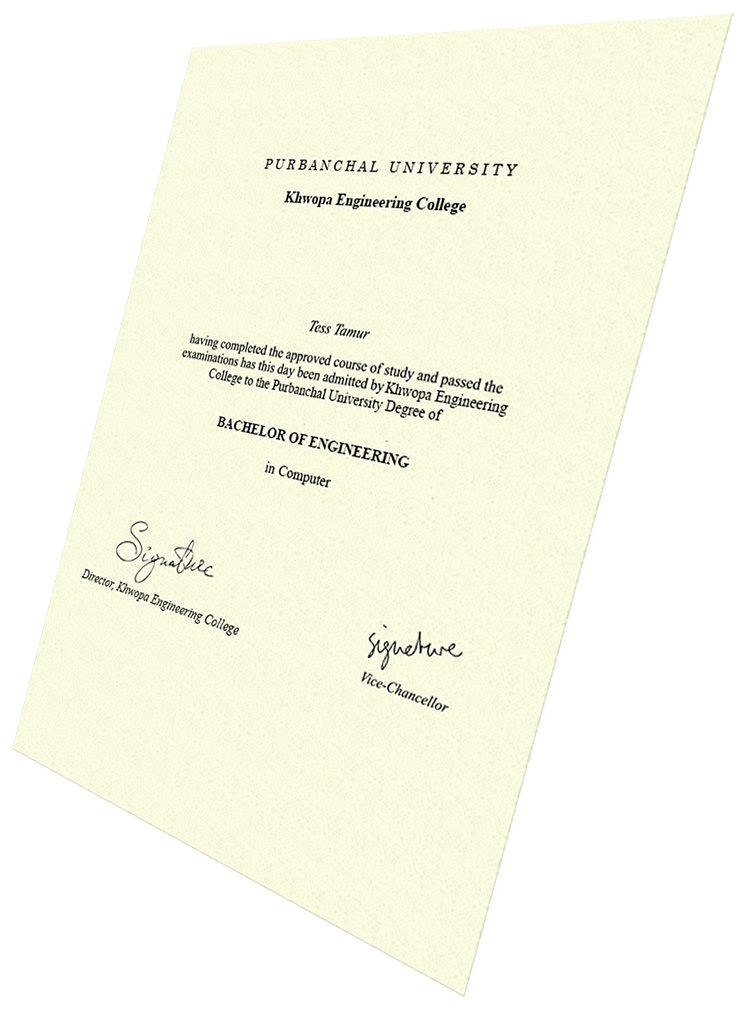 PURBANCHAL UNIVERSITY
Khwopa Engineering College
Tess Tamur
having completed the approved course of study and passed the
examinations has this day been admitted by Khwopa Engineering
College to the Purbanchal University Degree of
BACHELOR OF ENGINEERING
in Computer
Signature
Director, Khwopa Engineering College
signature
Vice-Chancellor